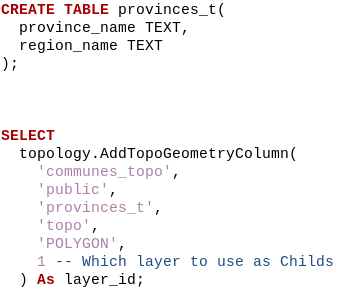 CREATE TABLE provinces_t(
  province_name TEXT,
  region_name TEXT
);
SELECT
  topology.AddTopoGeometryColumn(
    'communes_topo',
    'public',
    'provinces_t',
    'topo',
    'POLYGON',
    1 -- Which layer to use as Childs
  ) As layer_id;